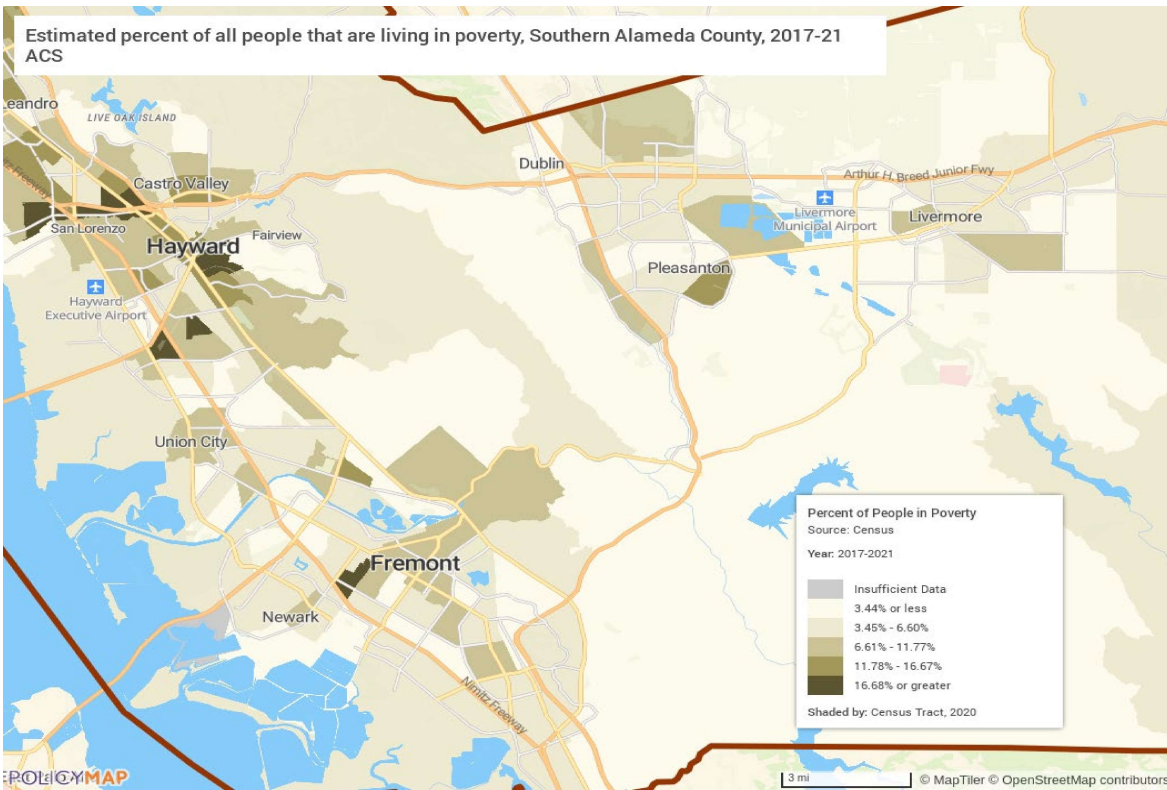 Estimated percent of all people that are living in poverty, Southern Alameda County, 2017-21
ACS
Leandro
LIVE OAK ISLAND
Nimitz Freeway
Castro Valley
San Lorenzo
Hayward
Fairview
Hayward
Executive Airport
Dublin
Arthur H. Breed Junior Fwy
Livermore
Municipal Airport
Livermore
Pleasanton
Union City
Fremont
Newark
Nimitz Freeway
Percent of People in Poverty
Source: Census
Year: 2017-2021
Insufficient Data
3.44% or less
3.45% - 6.60%
6.61% - 11.77%
11.78% - 16.67%
16.68% or greater
Shaded by: Census Tract, 2020
POLICYMAP
3 mi
© MapTiler © OpenStreetMap contributors